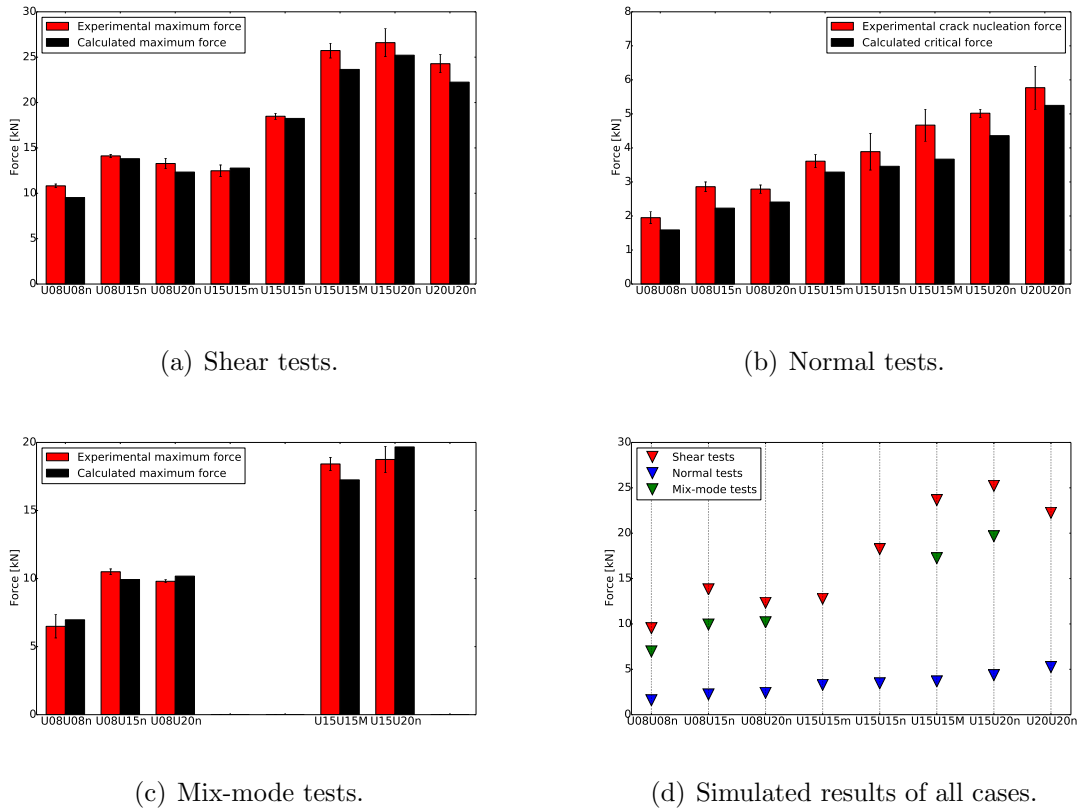 30
25
20
15
10
5
0
Force [kN]
Experimental maximum force
Calculated maximum force
U08U08n U08U15n U08U20n U15U15m U15U15n U15U15M U15U20n U20U20n
(a) Shear tests.
8
7
6
5
4
3
2
1
0
Force [kN]
Experimental crack nucleation force
Calculated critical force
U08U08n U08U15n U08U20n U15U15m U15U15n U15U15M U15U20n U20U20n
(b) Normal tests.
20
15
10
5
0
Force [kN]
Experimental maximum force
Calculated maximum force
U08U08n U08U15n U08U20n U15U15M U15U20n
(c) Mix-mode tests.
30
25
20
15
10
5
0
Force [kN]
Shear tests
Normal tests
Mix-mode tests
U08U08n U08U15n U08U20n U15U15m U15U15n U15U15M U15U20n U20U20n
(d) Simulated results of all cases.